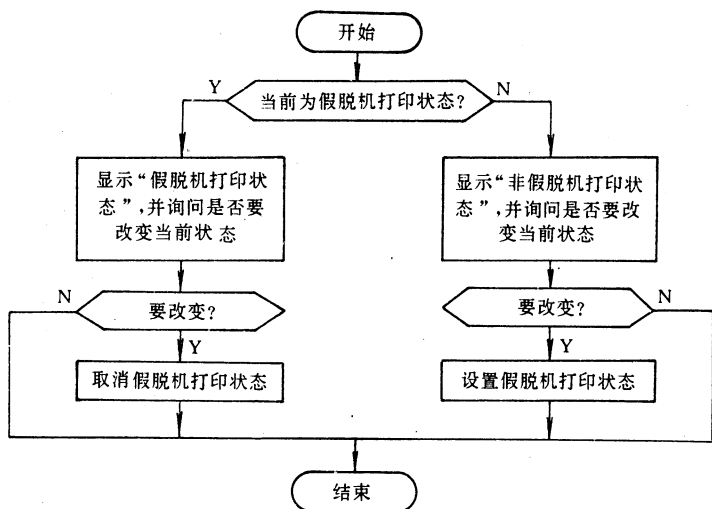 开始
Y
当前为假脱机打印状态?
N
显示“假脱机打印状
态”,并询问是否要
改变当前状态
显示“非假脱机打印状
态”,并询问是否要改
变当前状态
N
要改变?
要改变?
N
Y
Y
取消假脱机打印状态
设置假脱机打印状态
结束